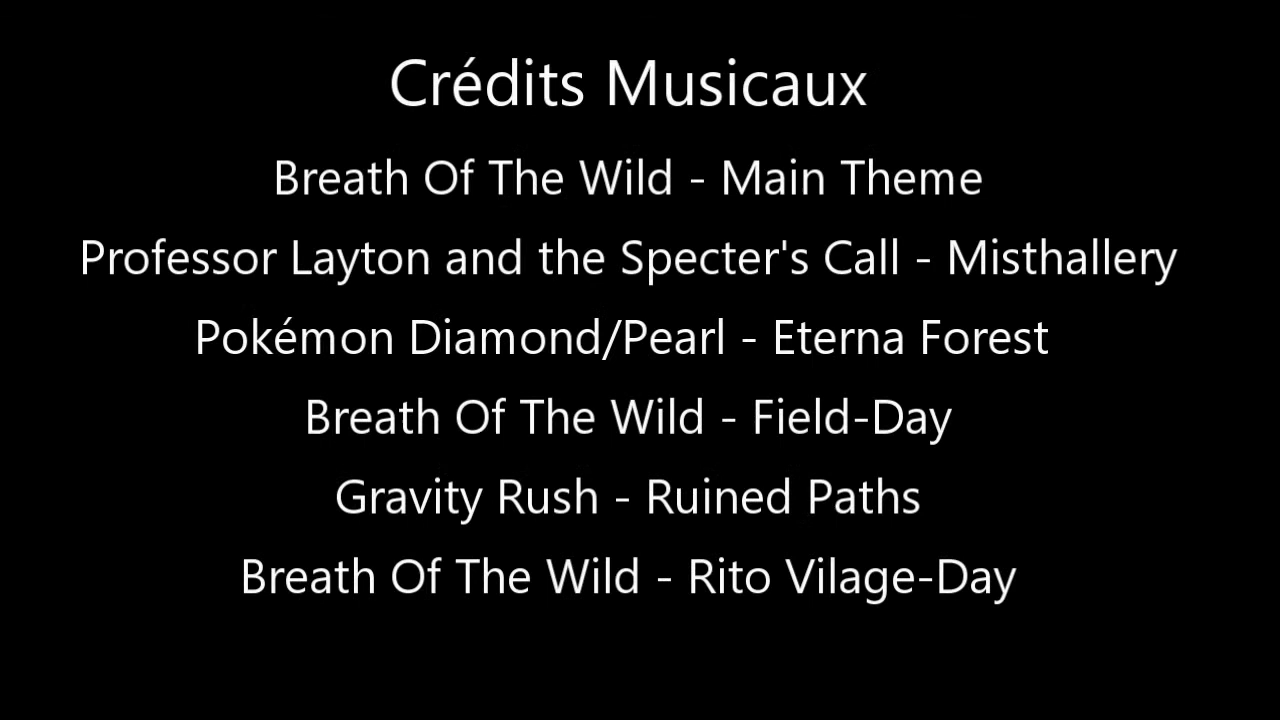 Crédits Musicaux
Breath Of The Wild - Main Theme
Professor Layton and the Specter's Call - Misthallery
Pokémon Diamond/Pearl - Eterna Forest
Breath Of The Wild - Field-Day
Gravity Rush - Ruined Paths
Breath Of The Wild - Rito Vilage-Day